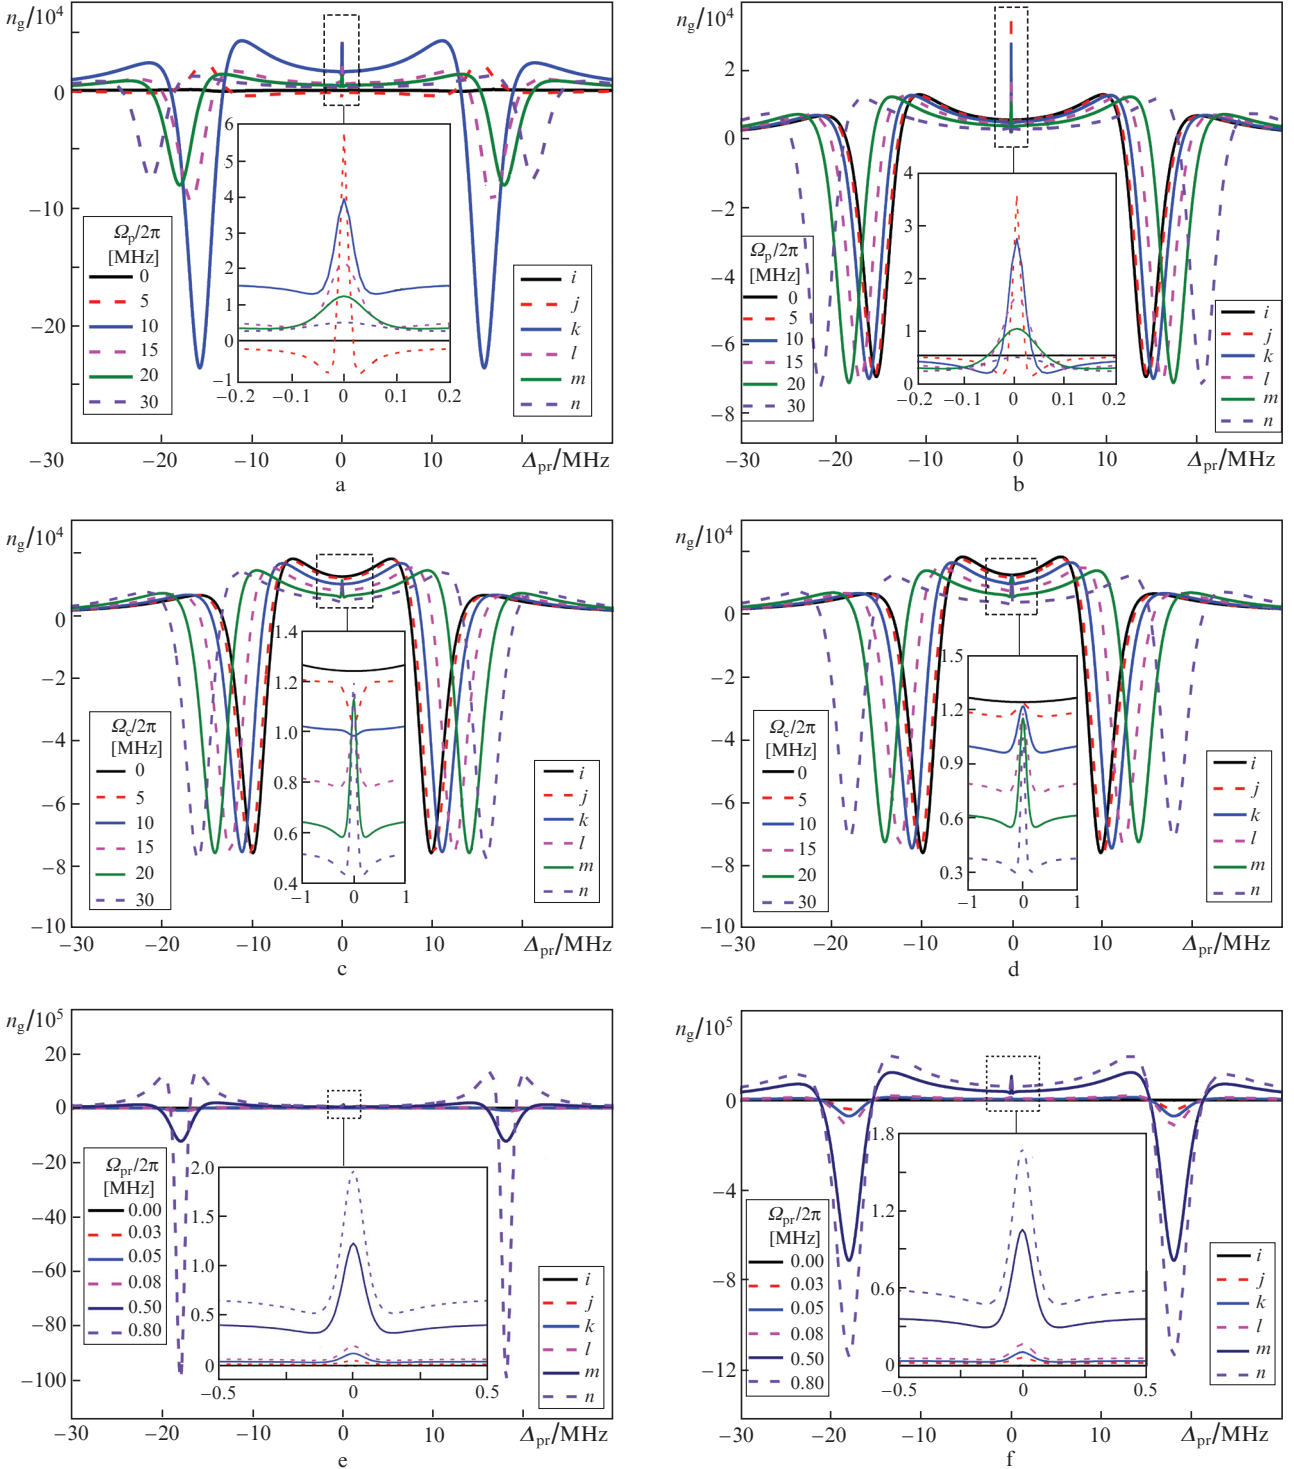 n_g/10^4
0
−10
−20
Ω_p/2π
[MHz]
0
5
10
15
20
30
6
5
4
3
2
1
0
−1
−0.2
−0.1
0
0.1
0.2
i
j
k
l
m
n
−30
−20
−10
0
10
Δ_pr/MHz
a
n_g/10^4
2
0
−2
−4
−6
−8
Ω_p/2π
[MHz]
0
5
10
15
20
30
4
3
2
1
0
−0.2
−0.1
0
0.1
0.2
i
j
k
l
m
n
−30
−20
−10
0
10
Δ_pr/MHz
b
n_g/10^4
0
−2
−4
−6
−8
−10
Ω_c/2π
[MHz]
0
5
10
15
20
30
1.4
1.2
1.0
0.8
0.6
0.4
−1
0
1
i
j
k
l
m
n
−30
−20
−10
0
10
Δ_pr/MHz
c
n_g/10^4
0
−2
−4
−6
−8
−10
Ω_c/2π
[MHz]
0
5
10
15
20
30
1.5
1.2
0.9
0.6
0.3
−1
0
1
i
j
k
l
m
n
−30
−20
−10
0
10
Δ_pr/MHz
d
n_g/10^5
20
0
−20
−40
−60
−80
−100
Ω_pr/2π
[MHz]
0.00
0.03
0.05
0.08
0.50
0.80
2.0
1.5
1.0
0.5
0
−0.5
0
0.5
i
j
k
l
m
n
−30
−20
−10
0
10
Δ_pr/MHz
e
n_g/10^5
0
−4
−8
−12
Ω_pr/2π
[MHz]
0.00
0.03
0.05
0.08
0.50
0.80
1.8
1.2
0.6
0
−0.5
0
0.5
i
j
k
l
m
n
−30
−20
−10
0
10
Δ_pr/MHz
f